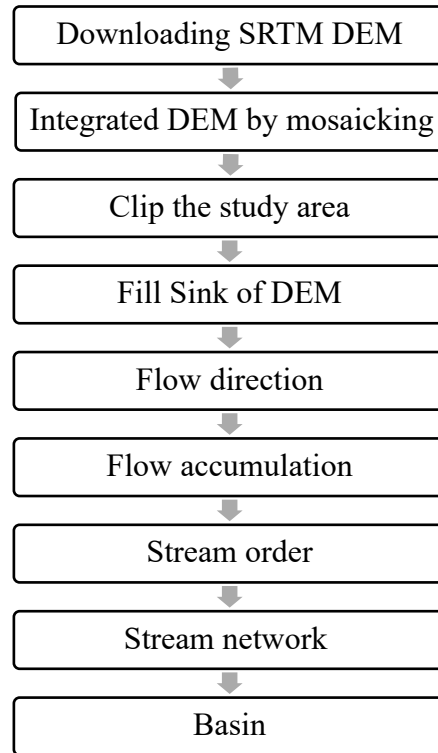 Downloading SRTM DEM
Integrated DEM by mosaicking
Clip the study area
Fill Sink of DEM
Flow direction
Flow accumulation
Stream order
Stream network
Basin